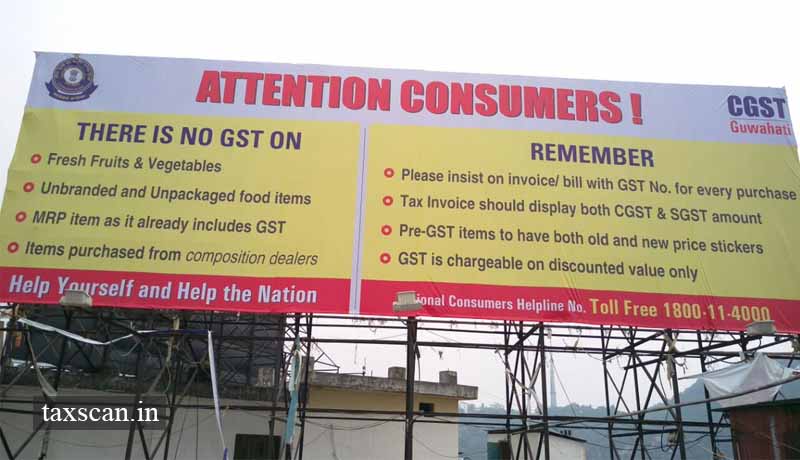 ATTENTION CONSUMERS !
CGST
Guwahati
THERE IS NO GST ON
Fresh Fruits & Vegetables
Unbranded and Unpackaged food items
MRP item as it already includes GST
Items purchased from composition dealers
Help Yourself and Help the Nation
REMEMBER
Please insist on invoice/ bill with GST No. for every purchase
Tax Invoice should display both CGST & SGST amount
Pre-GST items to have both old and new price stickers
GST is chargeable on discounted value only
Consumers Helpline No. Toll Free 1800-11-4000
taxscan.in